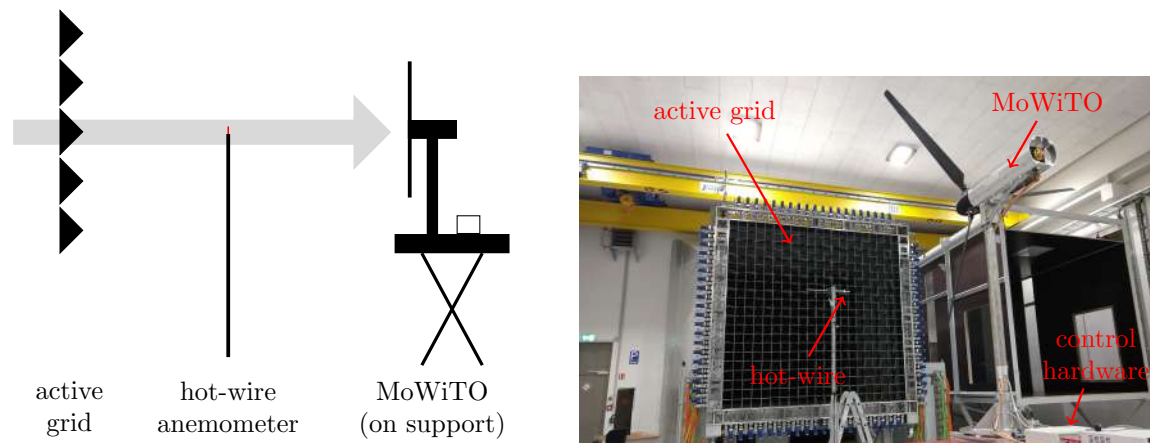 active
grid
hot-wire
anemometer
MoWiTO
(on support)
active grid
MoWiTO
hot-wire
control
hardware